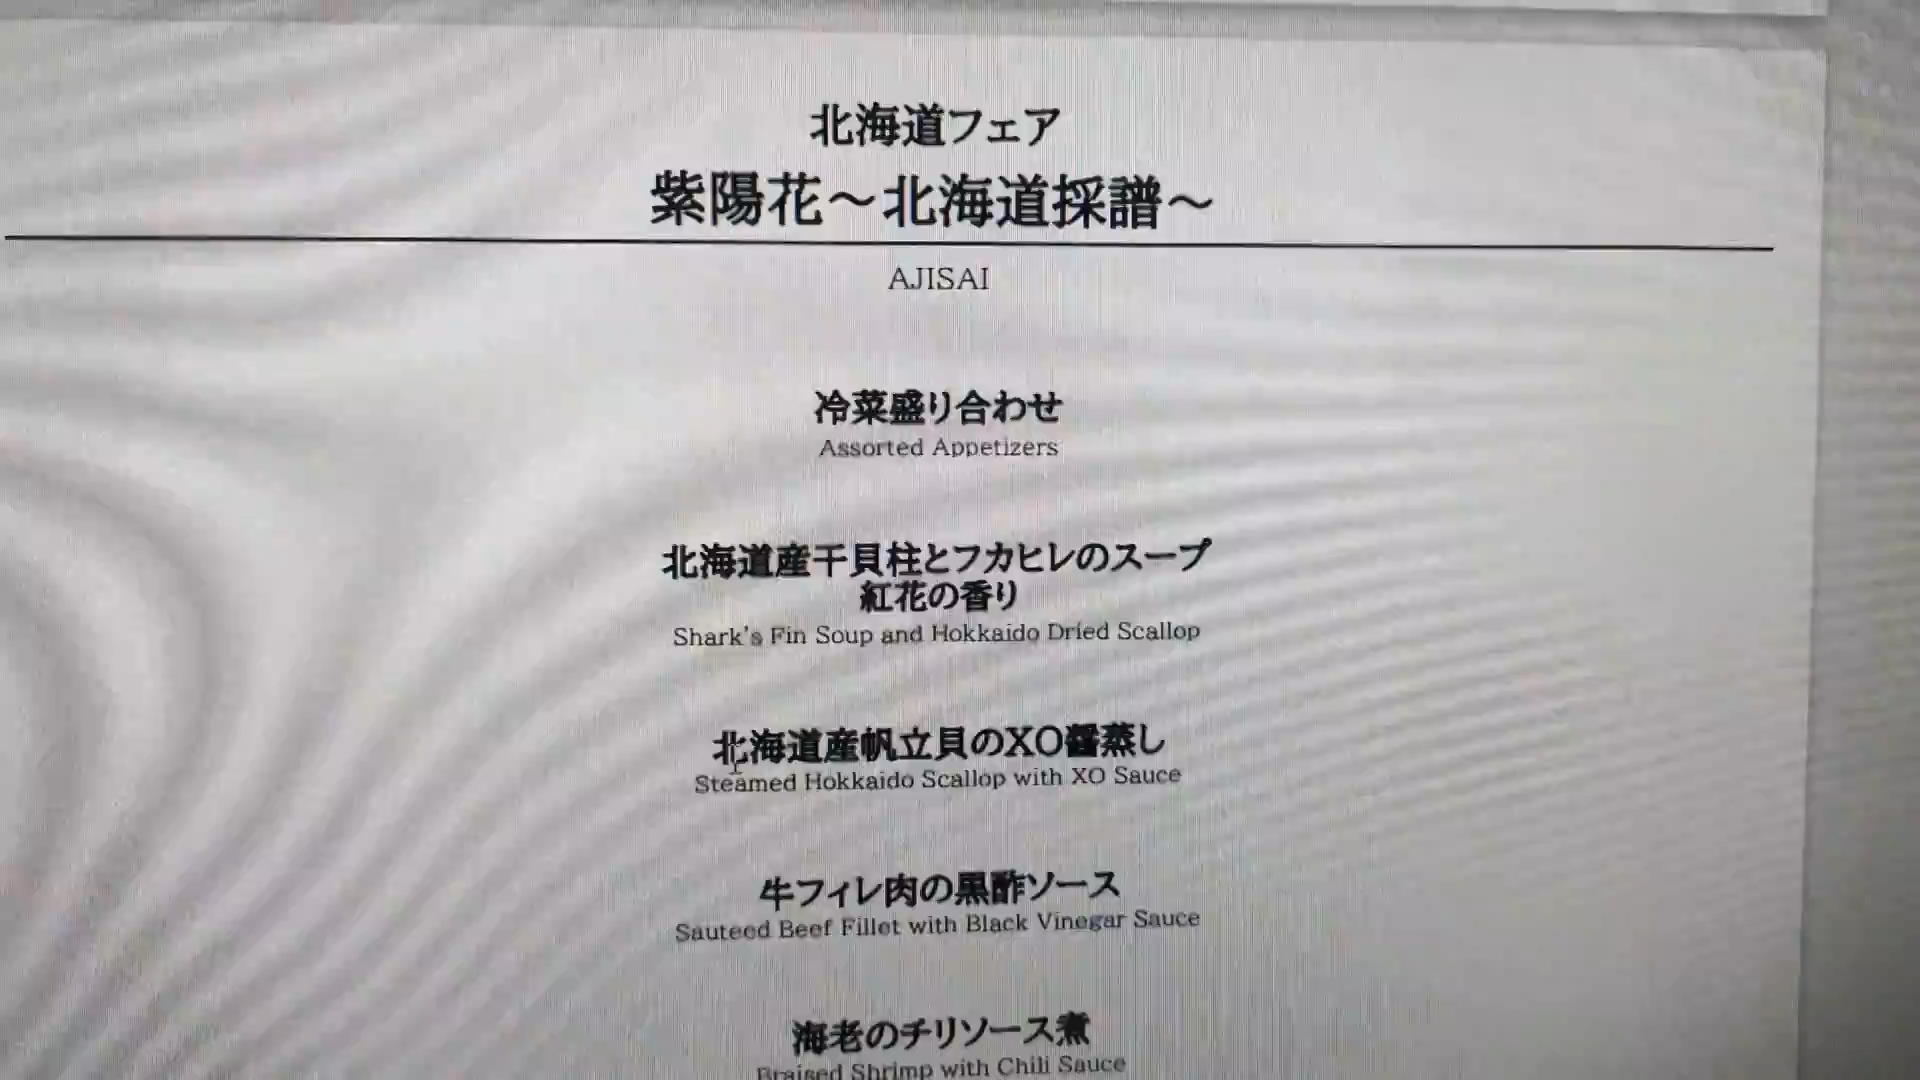 北海道フェア
紫陽花～北海道採譜～
AJISAI
冷菜盛り合わせ
Assorted Appetizers
北海道産干貝柱とフカヒレのスープ
紅花の香り
Shark's Fin Soup and Hokkaido Dried Scallop
北海道産帆立貝のXO醤蒸し
Steamed Hokkaido Scallop with XO Sauce
牛フィレ肉の黒酢ソース
Sauteed Beef Fillet with Black Vinegar Sauce
海老のチリソース煮
Braised Shrimp with Chili Sauce